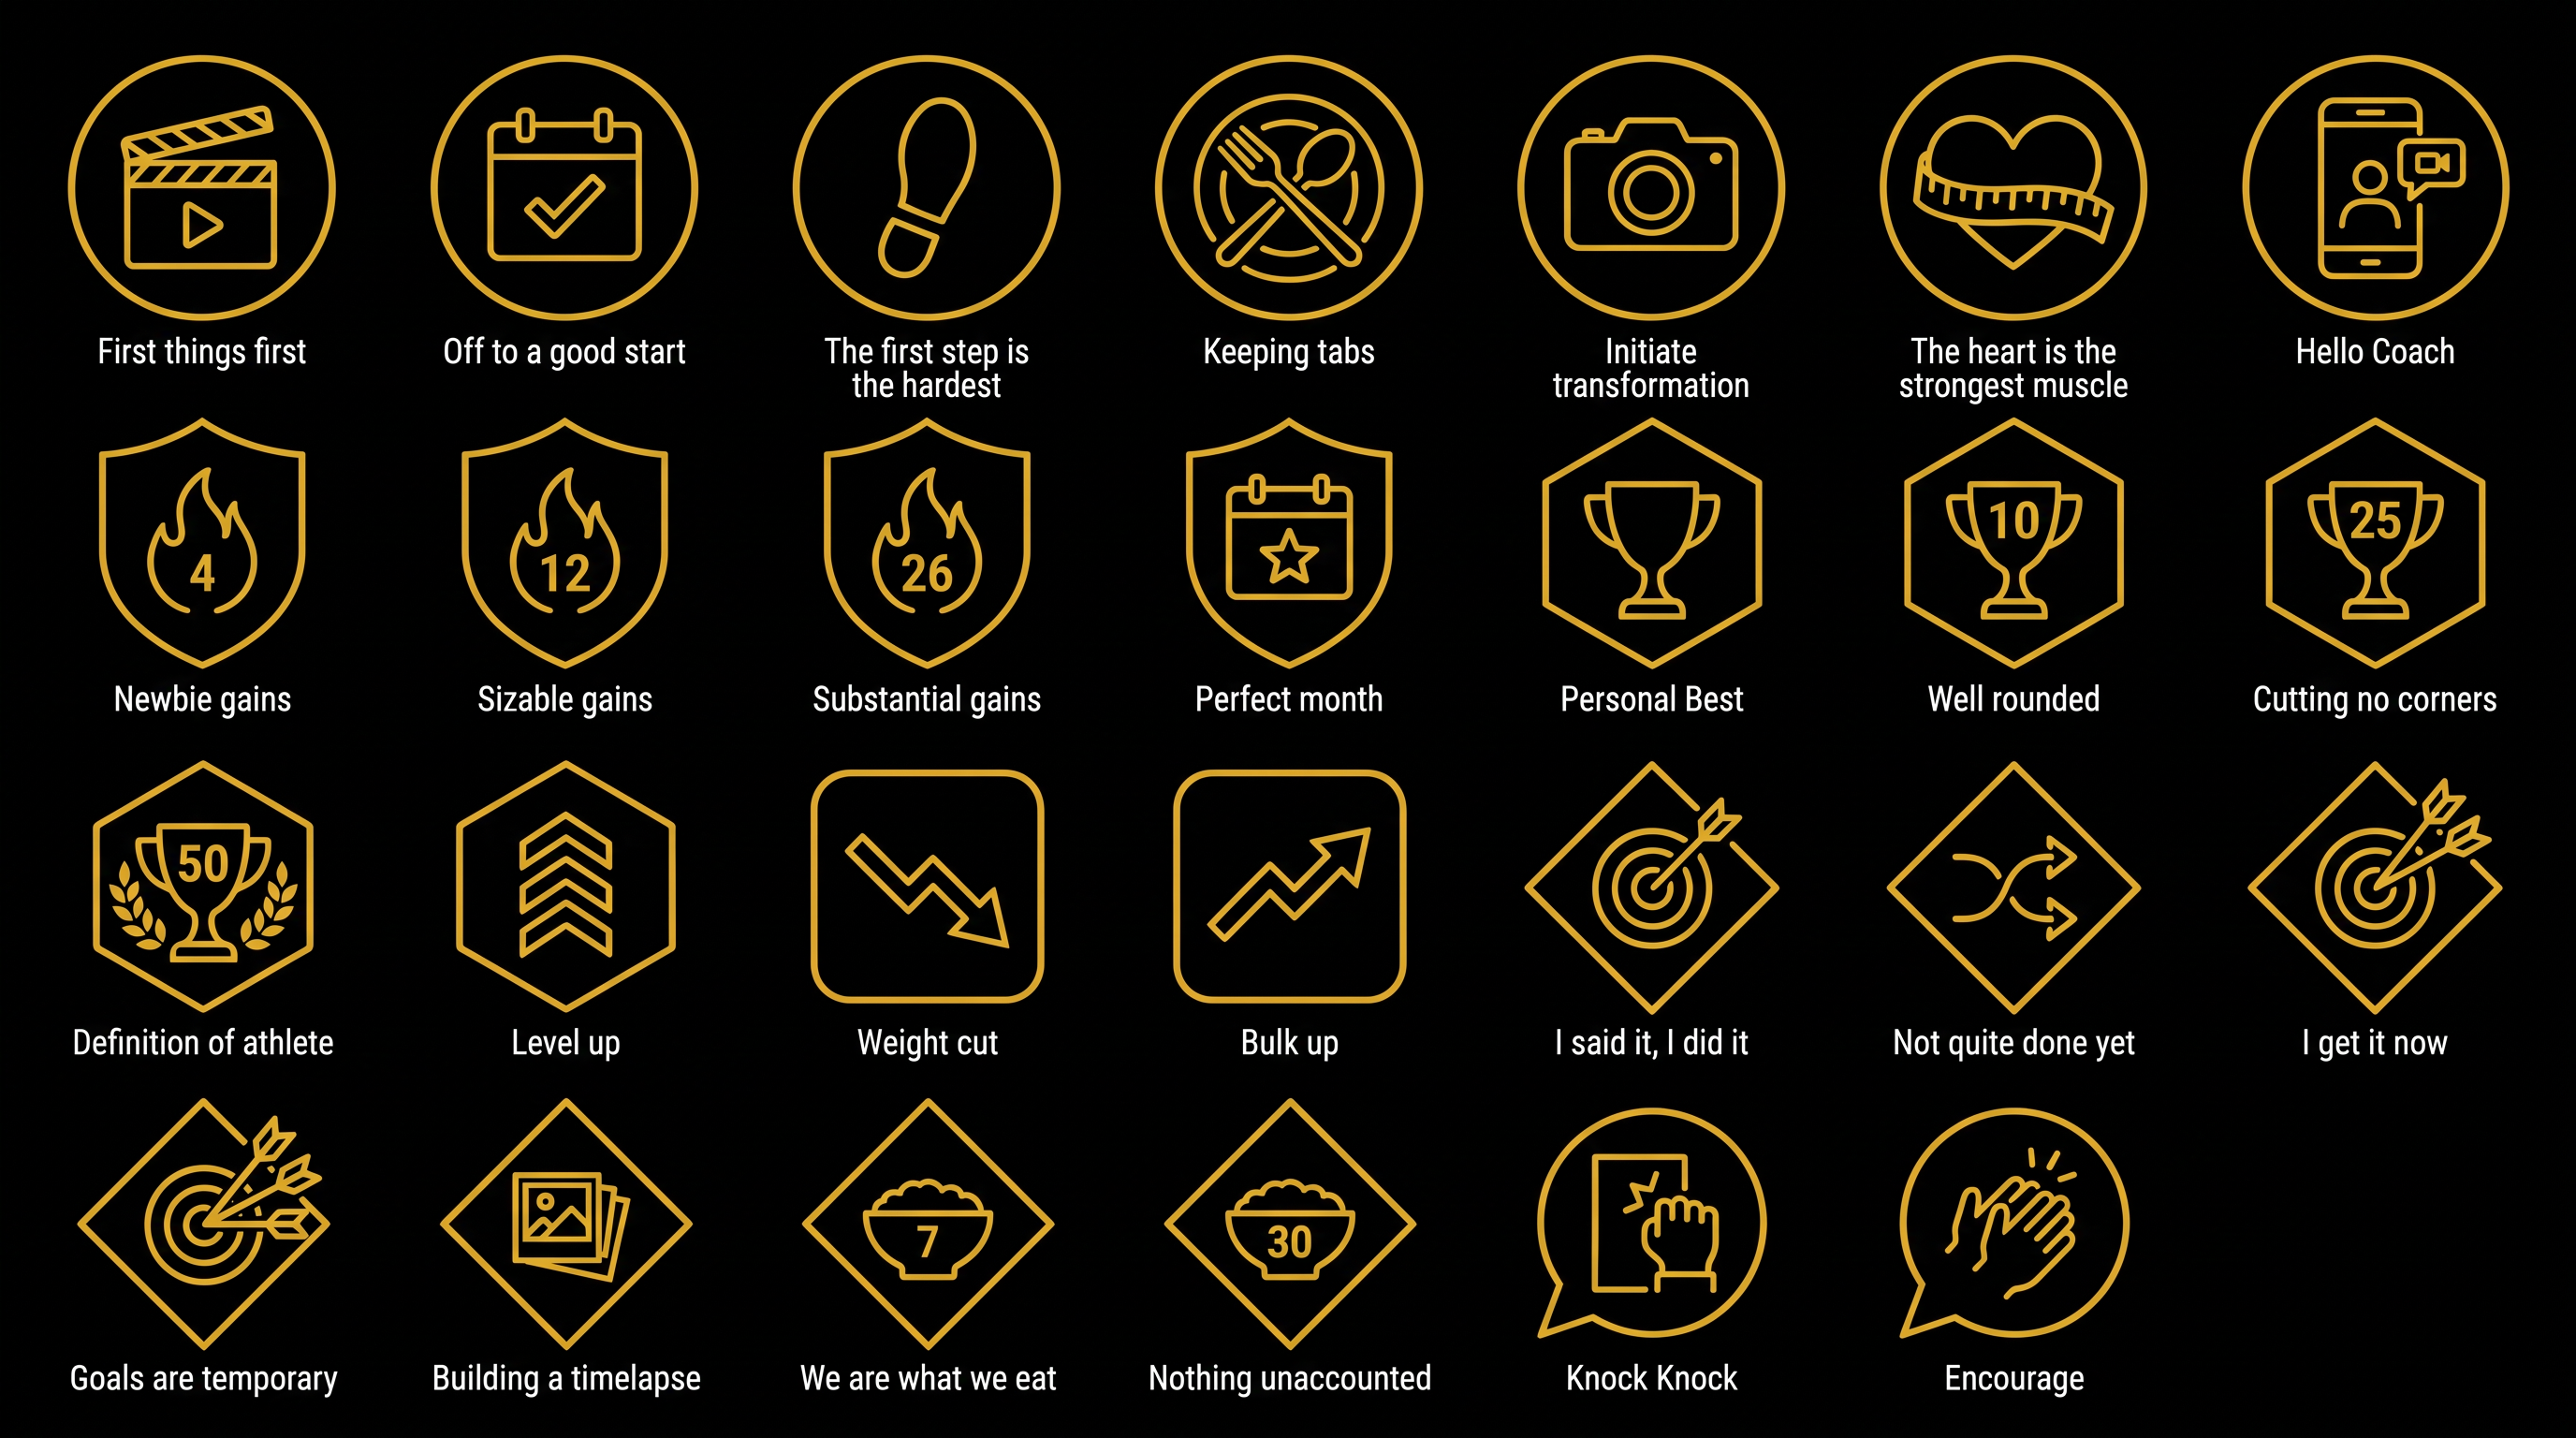 First things first
Off to a good start
The first step is
the hardest
Keeping tabs
Initiate
transformation
The heart is the
strongest muscle
Hello Coach
4
Newbie gains
12
Sizable gains
26
Substantial gains
Perfect month
Personal Best
10
Well rounded
25
Cutting no corners
50
Definition of athlete
Level up
Weight cut
Bulk up
I said it, I did it
Not quite done yet
I get it now
Goals are temporary
Building a timelapse
7
We are what we eat
30
Nothing unaccounted
Knock Knock
Encourage